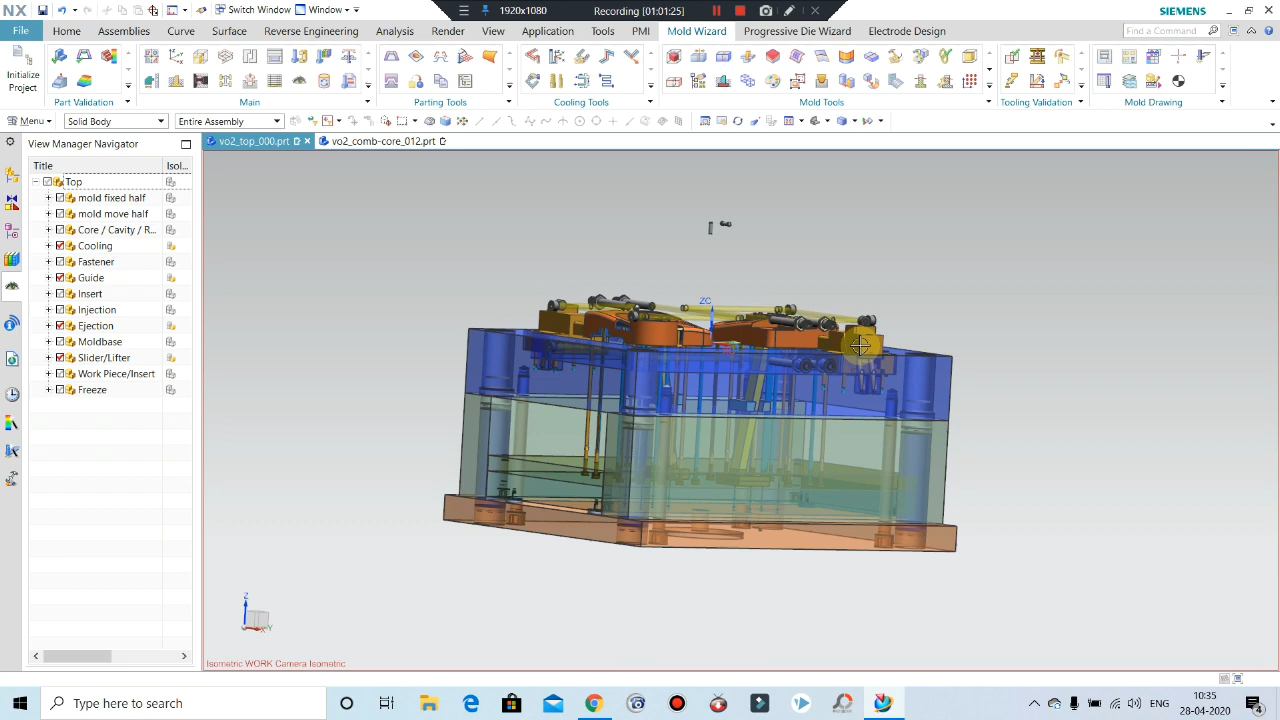 NX Switch Window Window 1920x1080 Recording [01:01:25] SIEMENS
File Home Curve Surface Analysis Render View Application Tools PMI Mold Wizard Progressive Die Wizard Electrode Design Find a Command
Initialize
Project
Part Validation Main Parting Tools Cooling Tools Mold Tools Tooling Validation Mold Drawing
Menu Solid Body Entire Assembly
View Manager Navigator vo2_top_000.prt vo2_comb-core_012.prt
Title Isol...
Top
mold fixed half
mold move half
Core / Cavity / R...
Cooling
Fastener
Guide
Insert
Injection
Ejection
Moldbase
Slider/Lifter
Work Piece/Insert
Freeze
ZC
Z
X
Y
Isometric WORK Camera Isometric
Type here to search
ENG
10:35
28-04-2020